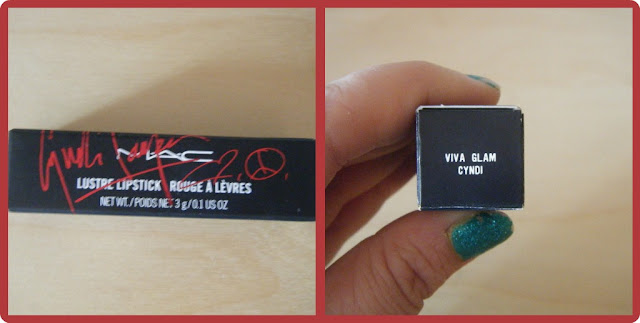 MAC
LUSTRE LIPSTICK ROUGE À LÈVRES
NET WT./POIDS NET 3 g/0.1 US OZ
VIVA GLAM
CYNDI